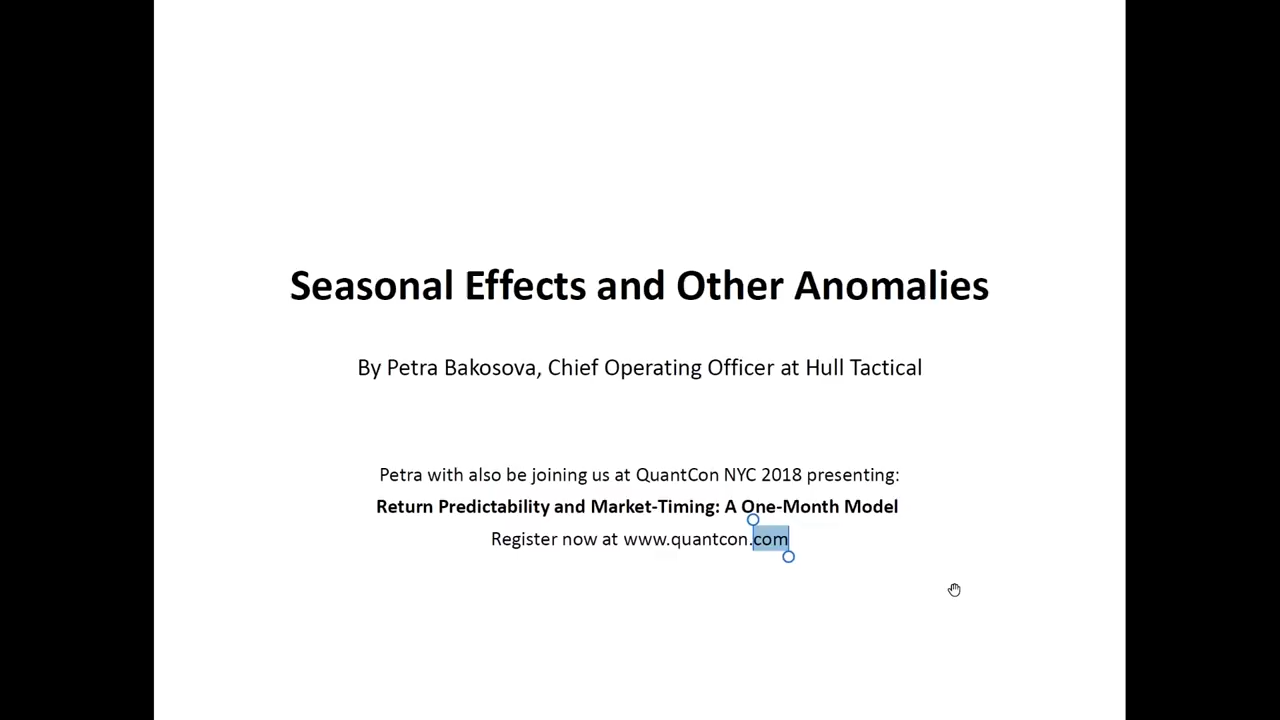 Seasonal Effects and Other Anomalies
By Petra Bakosova, Chief Operating Officer at Hull Tactical
Petra with also be joining us at QuantCon NYC 2018 presenting:
Return Predictability and Market-Timing: A One-Month Model
Register now at www.quantcon.com